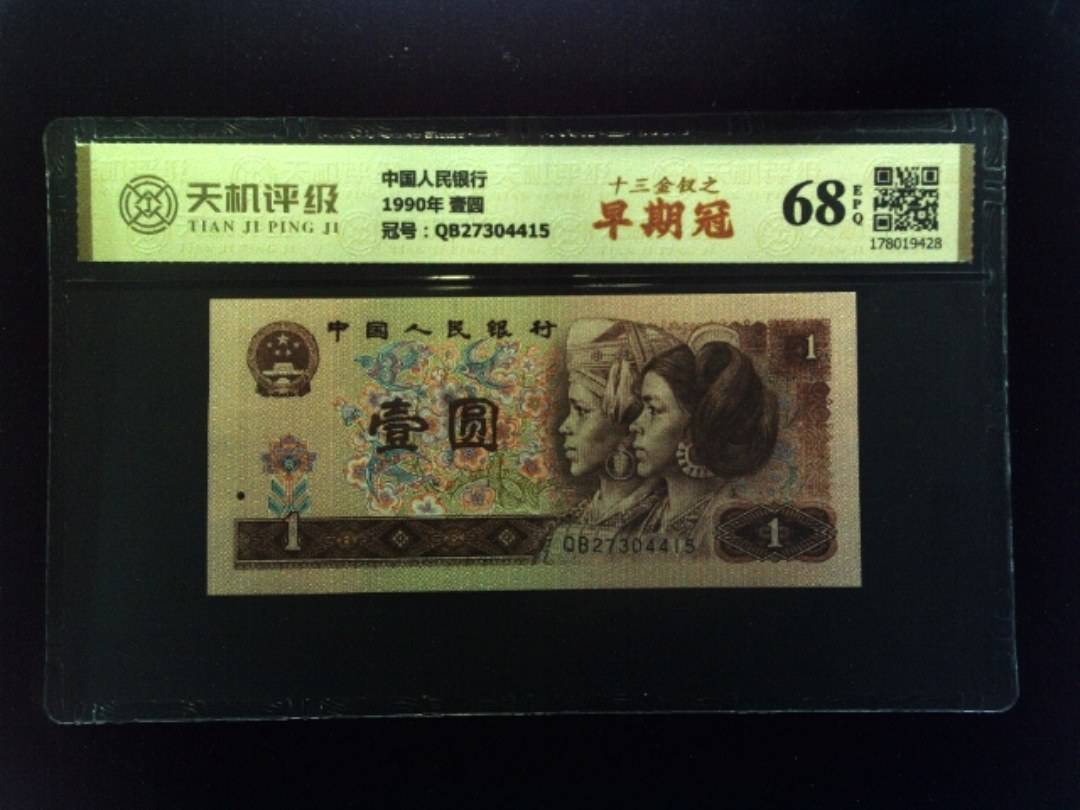 天机评级
TIAN JI PING JI
中国人民银行
1990年 壹圆
冠号：QB27304415
十三金钗之
早期冠
68
EPQ
178019428
中国人民银行
1
壹圆
1
QB27304415
1